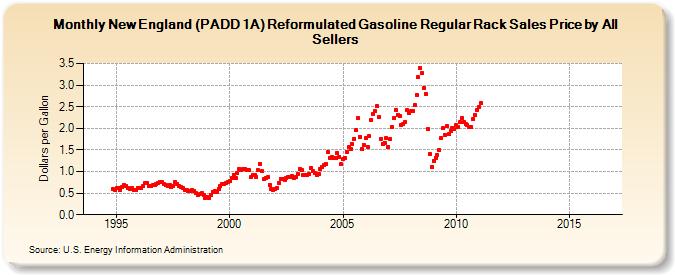 Monthly New England (PADD 1A) Reformulated Gasoline Regular Rack Sales Price by All
Sellers
Dollars per Gallon
3.5
3.0
2.5
2.0
1.5
1.0
0.5
0.0
1995 2000 2005 2010 2015
Source: U.S. Energy Information Administration